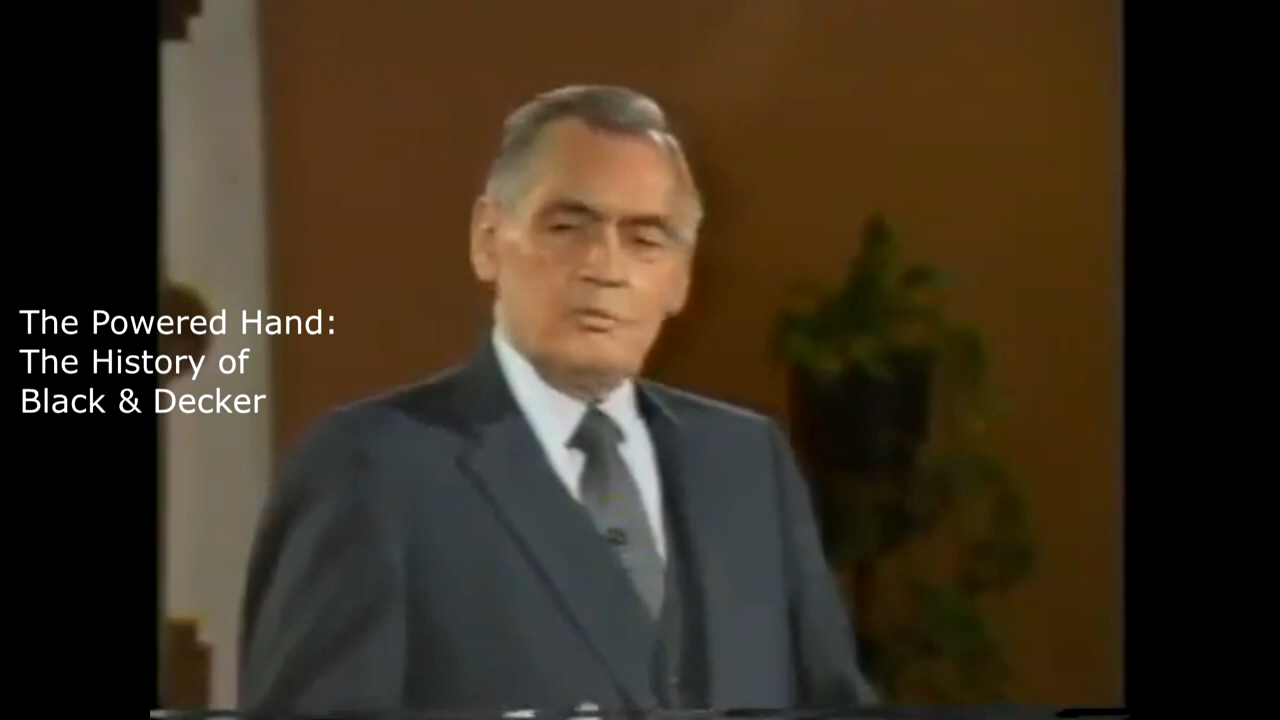 The Powered Hand:
The History of
Black & Decker